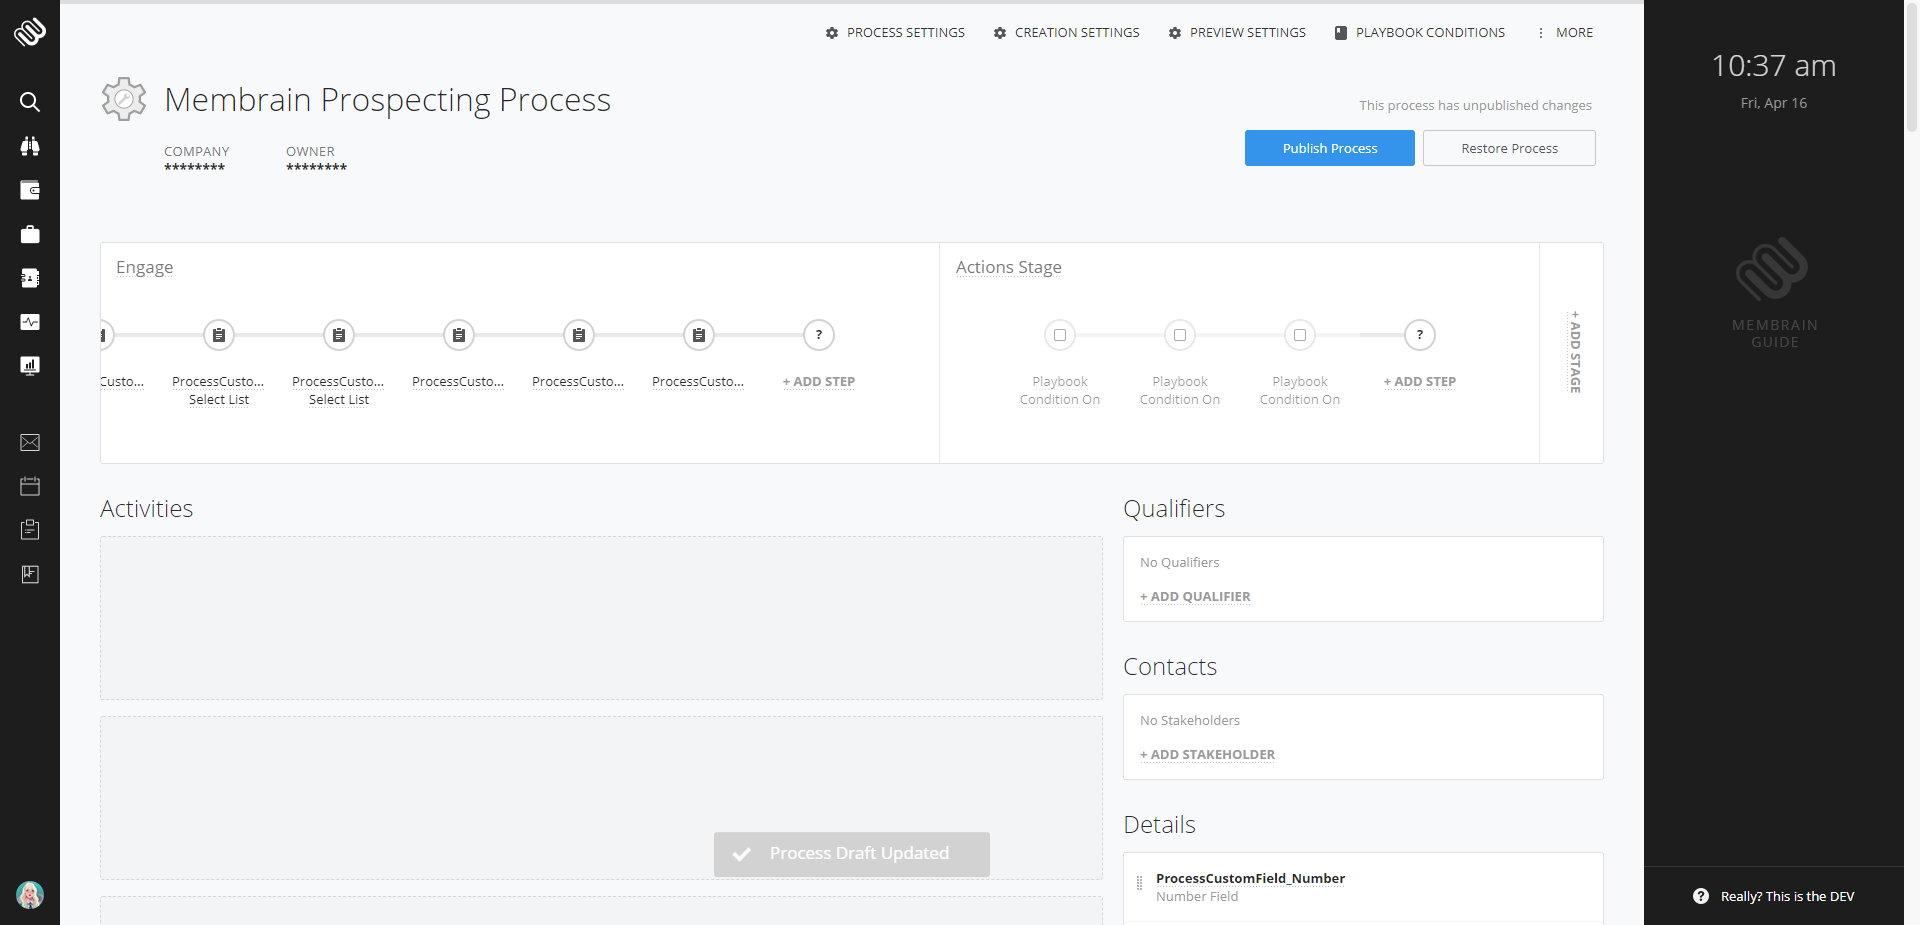 PROCESS SETTINGS
CREATION SETTINGS
PREVIEW SETTINGS
PLAYBOOK CONDITIONS
MORE
Membrain Prospecting Process
COMPANY
********
OWNER
********
This process has unpublished changes
Publish Process
Restore Process
10:37 am
Fri, Apr 16
MEMBRAIN
GUIDE
Engage
Custo...
ProcessCusto...
Select List
ProcessCusto...
Select List
ProcessCusto...
ProcessCusto...
ProcessCusto...
?
+ ADD STEP
Actions Stage
Playbook
Condition On
Playbook
Condition On
Playbook
Condition On
?
+ ADD STEP
+ ADD STAGE
Activities
Process Draft Updated
Qualifiers
No Qualifiers
+ ADD QUALIFIER
Contacts
No Stakeholders
+ ADD STAKEHOLDER
Details
ProcessCustomField_Number
Number Field
? Really? This is the DEV